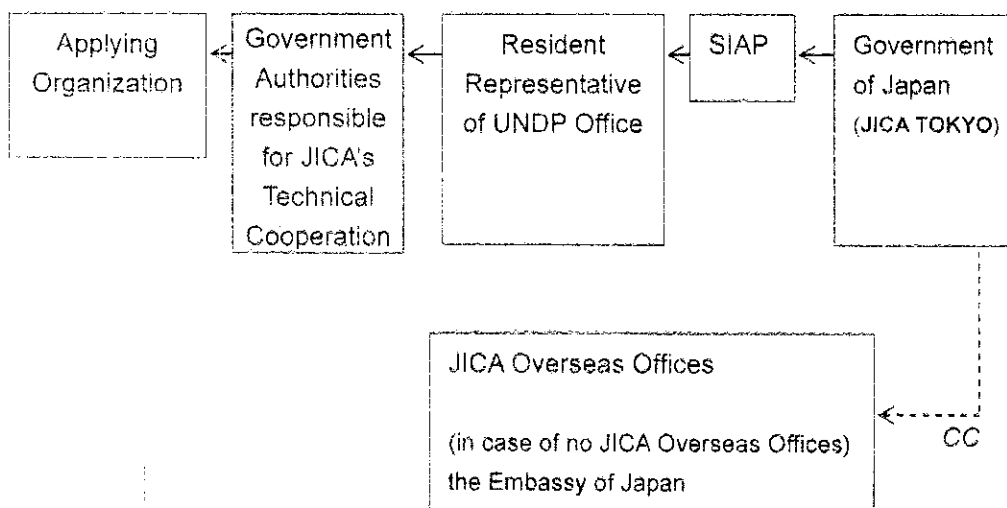 Applying
Organization
Government
Authorities
responsible
for JICA's
Technical
Cooperation
Resident
Representative
of UNDP Office
SIAP
Government
of Japan
(JICA TOKYO)
JICA Overseas Offices
(in case of no JICA Overseas Offices)
the Embassy of Japan
CC